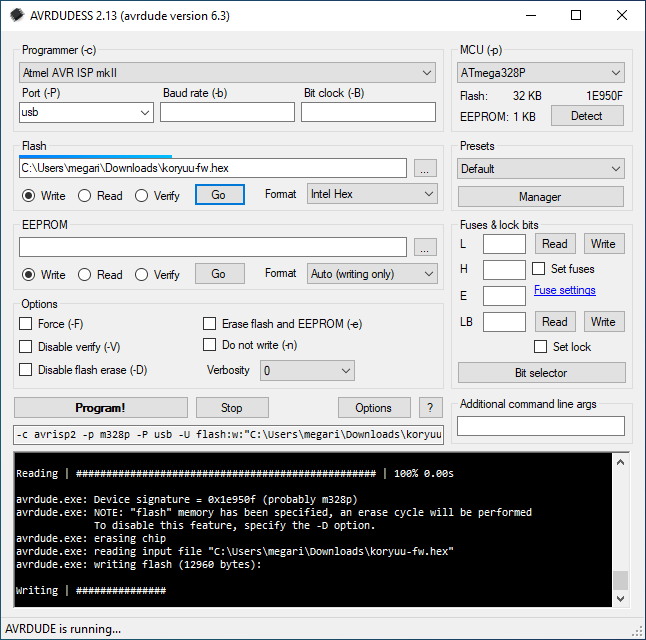 AVRDUDESS 2.13 (avrdude version 6.3)
Programmer (-c)
Atmel AVR ISP mkII
Port (-P)
Baud rate (-b)
Bit clock (-B)
usb
MCU (-p)
ATmega328P
Flash: 32 KB 1E950F
EEPROM: 1 KB Detect
Flash
C:\Users\megari\Downloads\koryuu-fw.hex ...
Write Read Verify Go Format Intel Hex
Presets
Default
Manager
EEPROM
...
Write Read Verify Go Format Auto (writing only)
Fuses & lock bits
L Read Write
H Set fuses
E Fuse settings
LB Read Write
Set lock
Bit selector
Options
Force (-F) Erase flash and EEPROM (-e)
Disable verify (-V) Do not write (-n)
Disable flash erase (-D) Verbosity 0
Program! Stop Options ?
Additional command line args
-c avrisp2 -p m328p -P usb -U flash:w:"C:\Users\megari\Downloads\koryuu
Reading | ################################################ | 100% 0.00s
avrdude.exe: Device signature = 0x1e950f (probably m328p)
avrdude.exe: NOTE: "flash" memory has been specified, an erase cycle will be performed
To disable this feature, specify the -D option.
avrdude.exe: erasing chip
avrdude.exe: reading input file "C:\Users\megari\Downloads\koryuu-fw.hex"
avrdude.exe: writing flash (12960 bytes):
Writing | ###############
AVRDUDE is running...